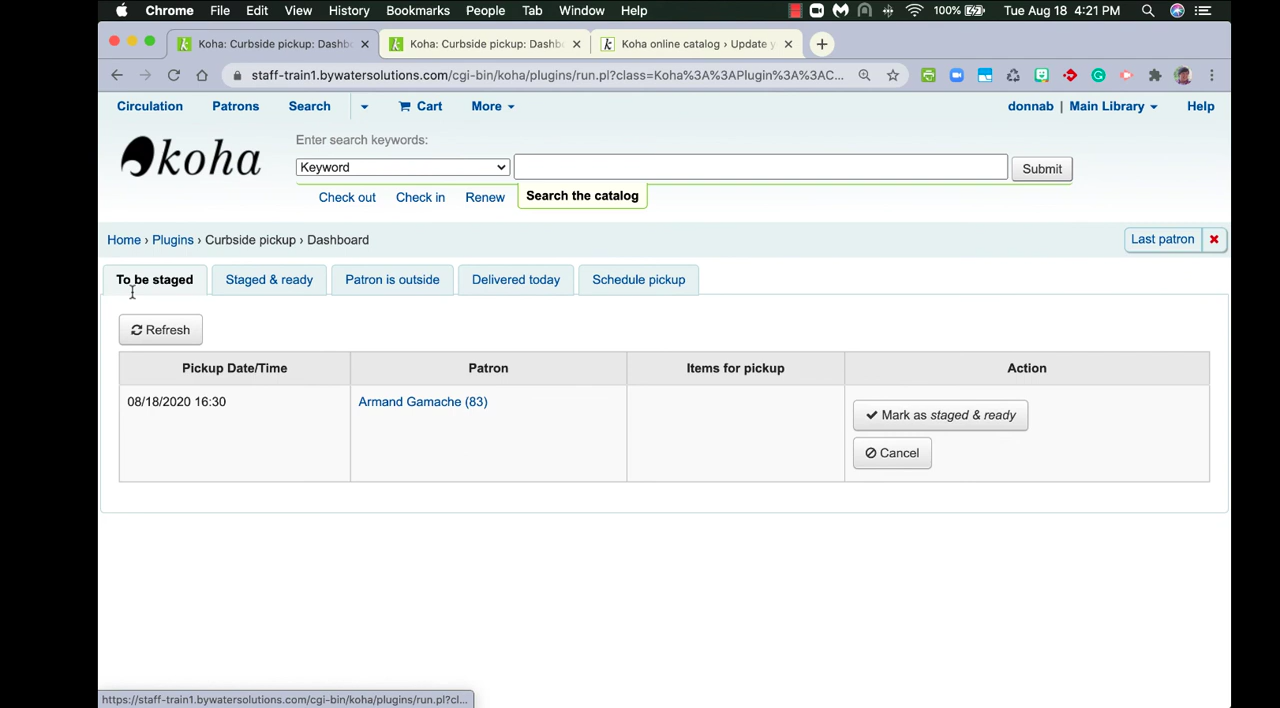 Chrome File Edit View History Bookmarks People Tab Window Help 100% Tue Aug 18 4:21 PM
Koha: Curbside pickup: Dashb Koha: Curbside pickup: Dashb Koha online catalog › Update y
staff-train1.bywatersolutions.com/cgi-bin/koha/plugins/run.pl?class=Koha%3A%3APlugin%3A%3AC...
Circulation Patrons Search Cart More donnab | Main Library Help
koha
Enter search keywords:
Keyword Submit
Check out Check in Renew Search the catalog
Home › Plugins › Curbside pickup › Dashboard Last patron
To be staged Staged & ready Patron is outside Delivered today Schedule pickup
Refresh
Pickup Date/Time Patron Items for pickup Action
08/18/2020 16:30 Armand Gamache (83) Mark as staged & ready
Cancel
https://staff-train1.bywatersolutions.com/cgi-bin/koha/plugins/run.pl?cl...